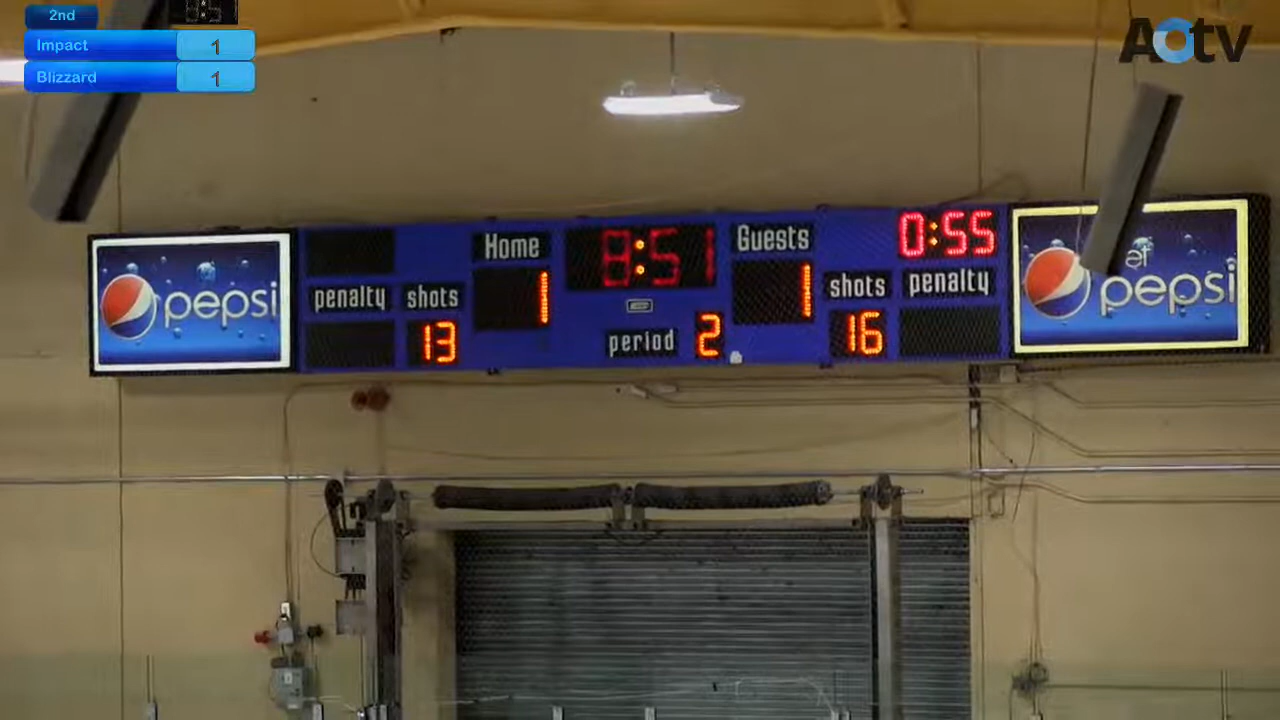 2nd
Impact 1
Blizzard 1
AOtv
Home 8:51 Guests 0:55
pepsi penalty shots 1 1 shots penalty pepsi
13 period 2 16